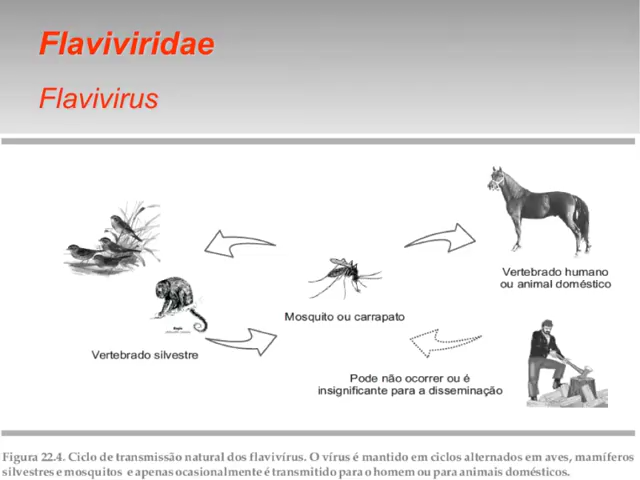 Flaviviridae
Flavivirus
Vertebrado humano
ou animal doméstico
Mosquito ou carrapato
Vertebrado silvestre
Pode não ocorrer ou é
insignificante para a disseminação
Figura 22.4. Ciclo de transmissão natural dos flavivírus. O vírus é mantido em ciclos alternados em aves, mamíferos
silvestres e mosquitos e apenas ocasionalmente é transmitido para o homem ou para animais domésticos.